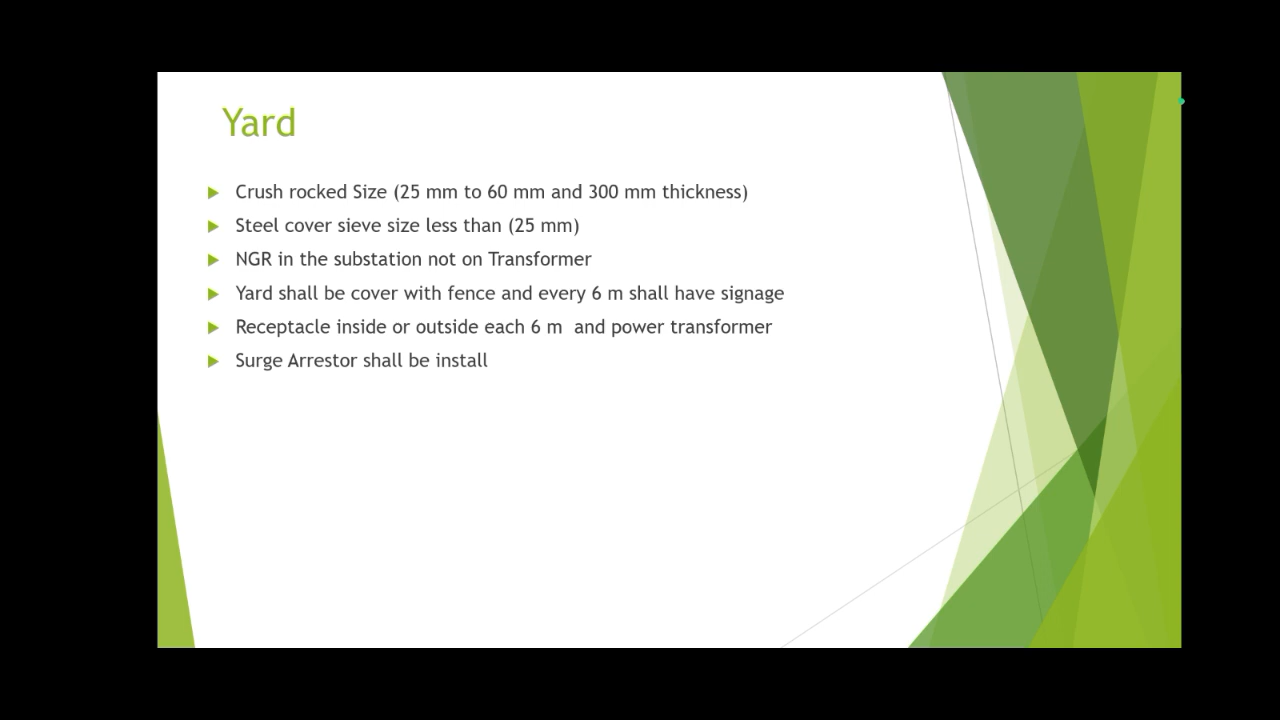 Yard
Crush rocked Size (25 mm to 60 mm and 300 mm thickness)
Steel cover sieve size less than (25 mm)
NGR in the substation not on Transformer
Yard shall be cover with fence and every 6 m shall have signage
Receptacle inside or outside each 6 m  and power transformer
Surge Arrestor shall be install